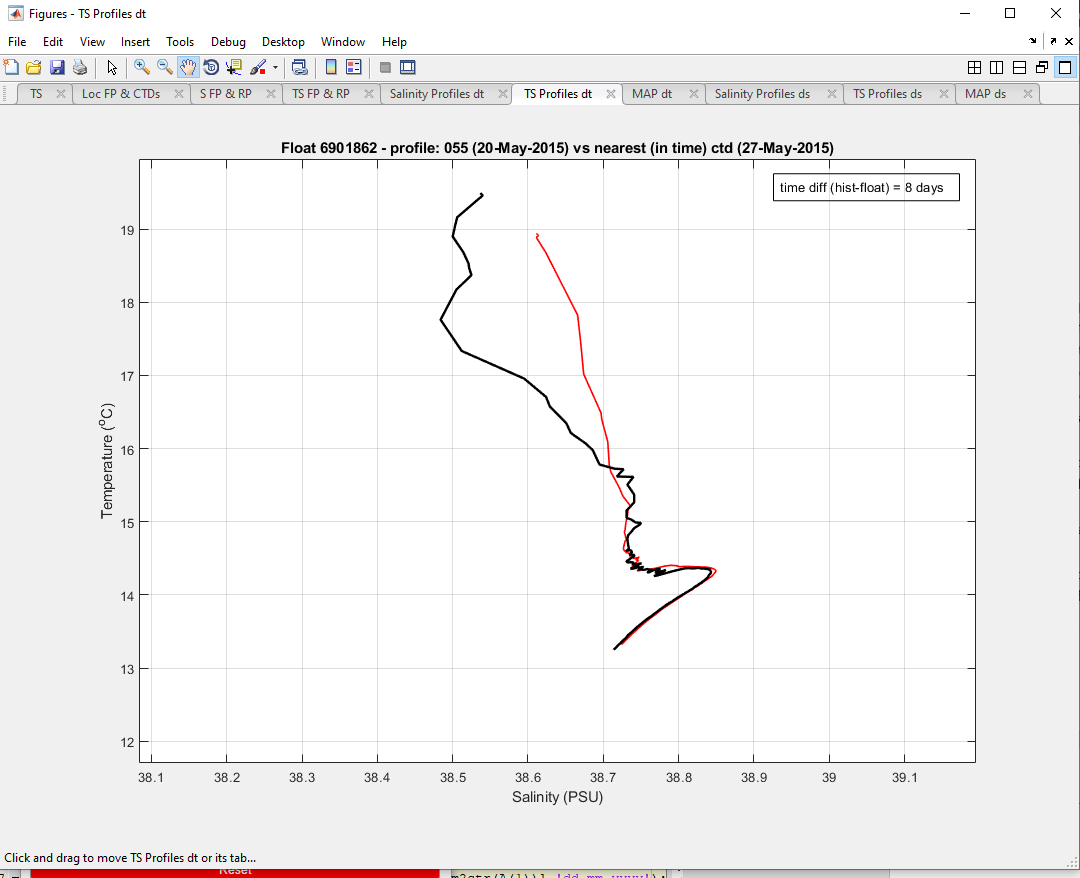 Figures - TS Profiles dt
File Edit View Insert Tools Debug Desktop Window Help
TS Loc FP & CTDs S FP & RP TS FP & RP Salinity Profiles dt TS Profiles dt MAP dt Salinity Profiles ds TS Profiles ds MAP ds
Float 6901862 - profile: 055 (20-May-2015) vs nearest (in time) ctd (27-May-2015)
time diff (hist-float) = 8 days
19
18
17
16
15
14
13
12
Temperature (°C)
38.1 38.2 38.3 38.4 38.5 38.6 38.7 38.8 38.9 39 39.1
Salinity (PSU)
Click and drag to move TS Profiles dt or its tab...
Reset